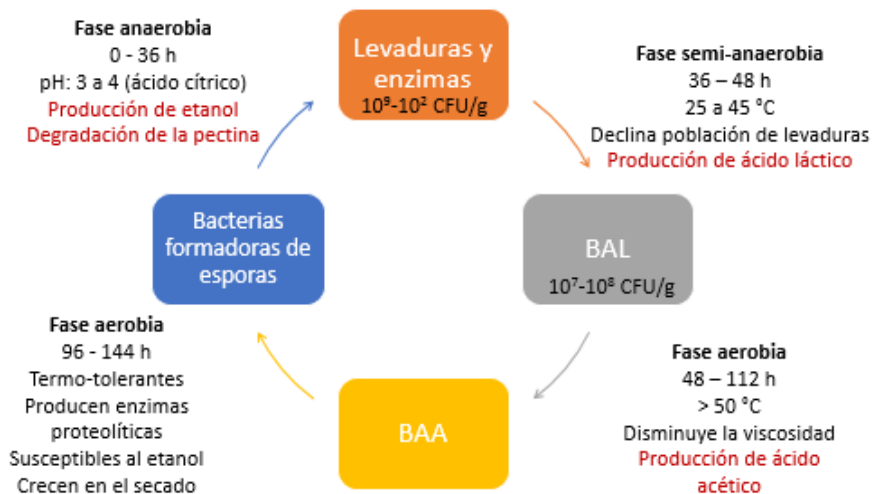 Fase anaerobia
0 - 36 h
pH: 3 a 4 (ácido cítrico)
Producción de etanol
Degradación de la pectina
Levaduras y
enzimas
10⁹-10² CFU/g
Fase semi-anaerobia
36 – 48 h
25 a 45 °C
Declina población de levaduras
Producción de ácido láctico
Bacterias
formadoras de
esporas
BAL
10⁷-10⁸ CFU/g
Fase aerobia
96 - 144 h
Termo-tolerantes
Producen enzimas
proteolíticas
Susceptibles al etanol
Crecen en el secado
BAA
Fase aerobia
48 – 112 h
> 50 °C
Disminuye la viscosidad
Producción de ácido
acético